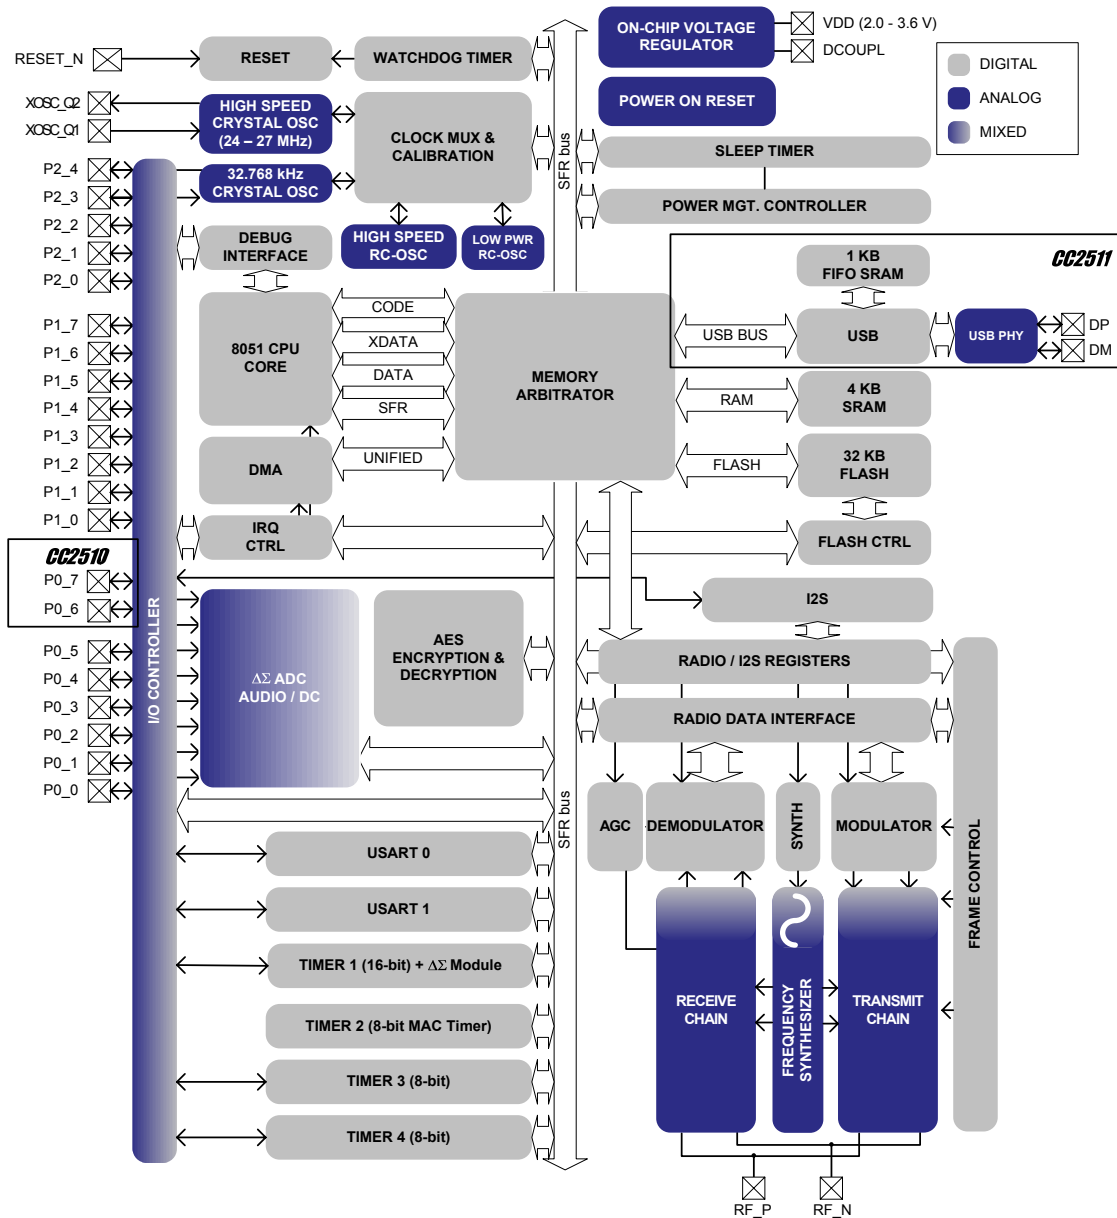 ON-CHIP VOLTAGE
REGULATOR
VDD (2.0 - 3.6 V)
DCOUPL
DIGITAL
ANALOG
MIXED
RESET_N
RESET
WATCHDOG TIMER
POWER ON RESET
XOSC_Q2
XOSC_Q1
HIGH SPEED
CRYSTAL OSC
(24 – 27 MHz)
CLOCK MUX &
CALIBRATION
SFR bus
SLEEP TIMER
POWER MGT. CONTROLLER
32.768 kHz
CRYSTAL OSC
P2_4
P2_3
P2_2
P2_1
P2_0
DEBUG
INTERFACE
HIGH SPEED
RC-OSC
LOW PWR
RC-OSC
1 KB
FIFO SRAM
CC2511
USB BUS
USB
USB PHY
DP
DM
P1_7
P1_6
P1_5
P1_4
P1_3
P1_2
P1_1
P1_0
8051 CPU
CORE
CODE
XDATA
DATA
SFR
MEMORY
ARBITRATOR
RAM
4 KB
SRAM
DMA
UNIFIED
FLASH
32 KB
FLASH
IRQ
CTRL
FLASH CTRL
CC2510
P0_7
P0_6
P0_5
P0_4
P0_3
P0_2
P0_1
P0_0
I/O CONTROLLER
ΔΣ ADC
AUDIO / DC
AES
ENCRYPTION &
DECRYPTION
I2S
RADIO / I2S REGISTERS
RADIO DATA INTERFACE
SFR bus
AGC
DEMODULATOR
SYNTH
MODULATOR
FRAME CONTROL
USART 0
USART 1
TIMER 1 (16-bit) + ΔΣ Module
TIMER 2 (8-bit MAC Timer)
TIMER 3 (8-bit)
TIMER 4 (8-bit)
RECEIVE
CHAIN
FREQUENCY
SYNTHESIZER
TRANSMIT
CHAIN
RF_P
RF_N